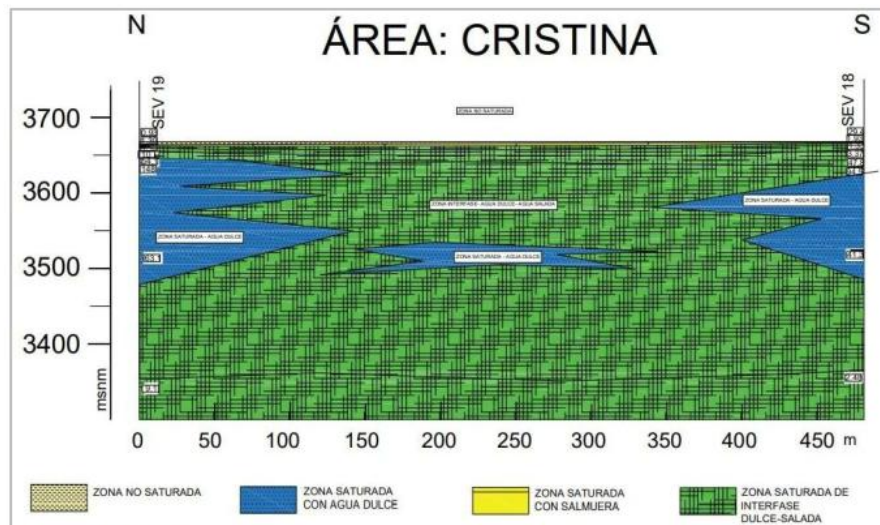 N
S
ÁREA: CRISTINA
SEV 19
SEV 18
ZONA NO SATURADA
3700
3600
3500
3400
msnm
ZONA INTERFASE - AGUA DULCE - AGUA SALADA
ZONA SATURADA - AGUA DULCE
ZONA SATURADA - AGUA DULCE
ZONA SATURADA - AGUA DULCE
0 50 100 150 200 250 300 350 400 450 m
ZONA NO SATURADA
ZONA SATURADA
CON AGUA DULCE
ZONA SATURADA
CON SALMUERA
ZONA SATURADA DE
INTERFASE
DULCE-SALADA